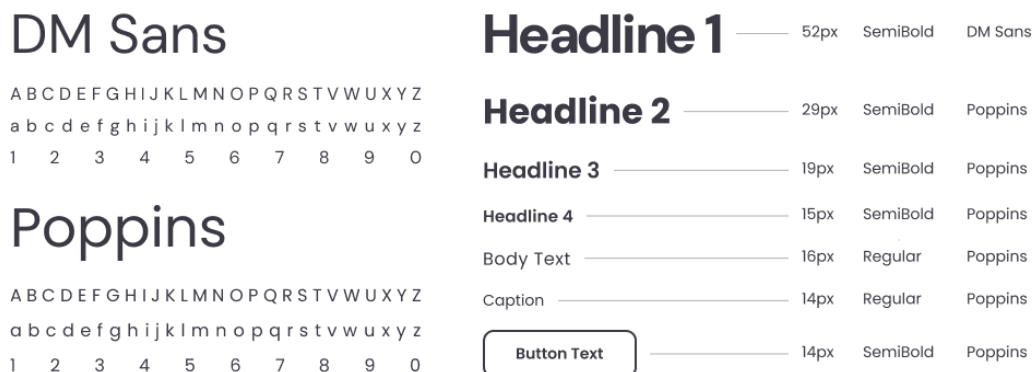 DM Sans
A B C D E F G H I J K L M N O P Q R S T V W U X Y Z
a b c d e f g h i j k l m n o p q r s t v w u x y z
1 2 3 4 5 6 7 8 9 0
Poppins
A B C D E F G H I J K L M N O P Q R S T V W U X Y Z
a b c d e f g h i j k l m n o p q r s t v w u x y z
1 2 3 4 5 6 7 8 9 0
Headline 1 52px SemiBold DM Sans
Headline 2 29px SemiBold Poppins
Headline 3 19px SemiBold Poppins
Headline 4 15px SemiBold Poppins
Body Text 16px Regular Poppins
Caption 14px Regular Poppins
Button Text 14px SemiBold Poppins